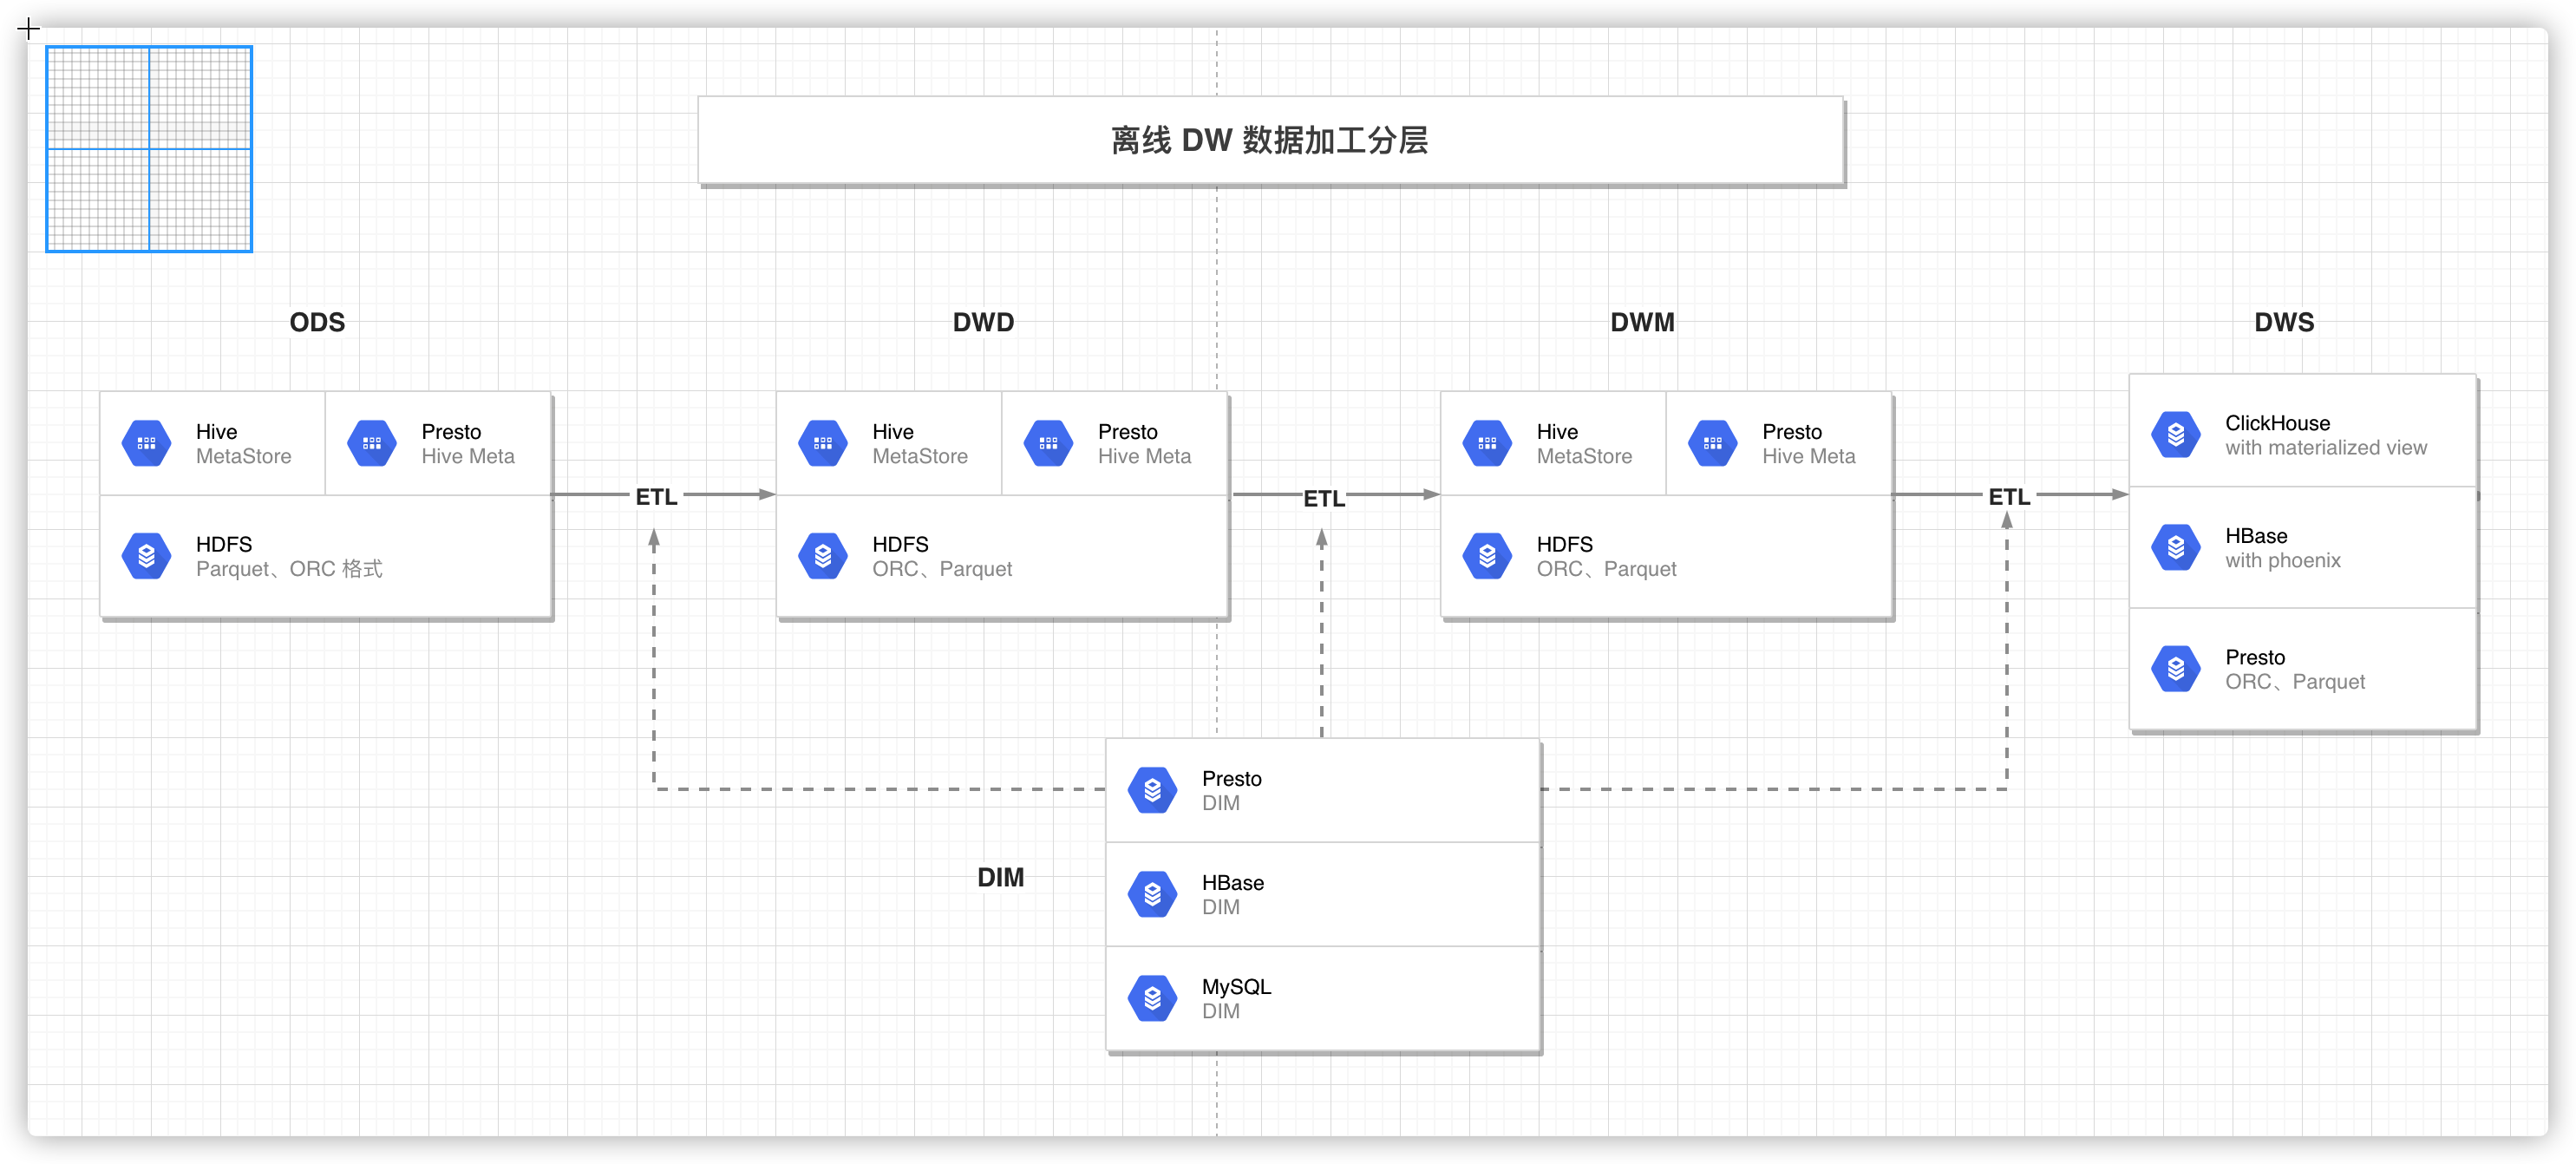 离线 DW 数据加工分层
ODS
DWD
DWM
DWS
Hive
MetaStore
Presto
Hive Meta
HDFS
Parquet、ORC 格式
ETL
Hive
MetaStore
Presto
Hive Meta
HDFS
ORC、Parquet
ETL
Hive
MetaStore
Presto
Hive Meta
HDFS
ORC、Parquet
ETL
ClickHouse
with materialized view
HBase
with phoenix
Presto
ORC、Parquet
DIM
Presto
DIM
HBase
DIM
MySQL
DIM